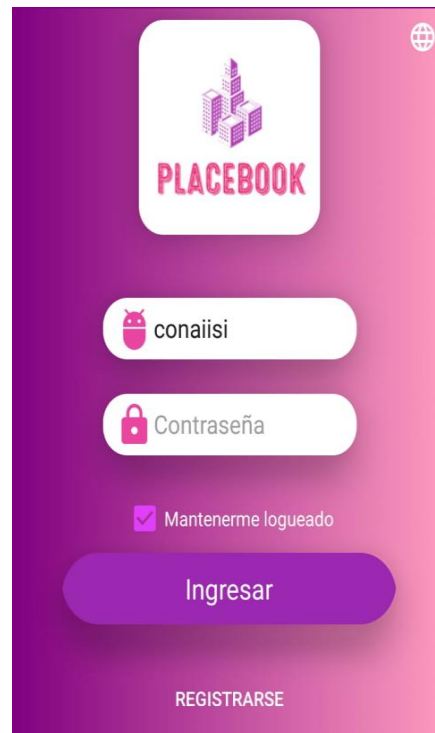 PLACEBOOK
conaiisi
Contraseña
Mantenerme logueado
Ingresar
REGISTRARSE